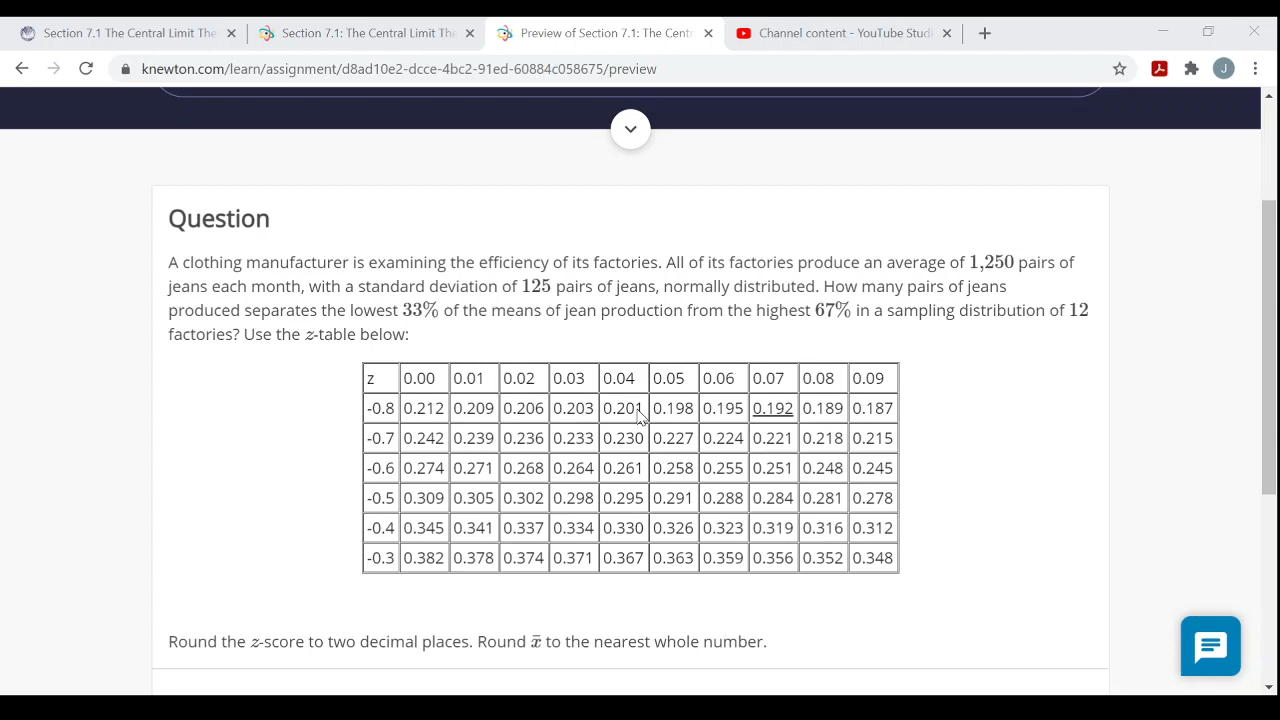 Section 7.1 The Central Limit The
Section 7.1: The Central Limit The
Preview of Section 7.1: The Centr
Channel content - YouTube Studi
knewton.com/learn/assignment/d8ad10e2-dcce-4bc2-91ed-60884c058675/preview
J
Question
A clothing manufacturer is examining the efficiency of its factories. All of its factories produce an average of 1,250 pairs of
jeans each month, with a standard deviation of 125 pairs of jeans, normally distributed. How many pairs of jeans
produced separates the lowest 33% of the means of jean production from the highest 67% in a sampling distribution of 12
factories? Use the z-table below:
z 0.00 0.01 0.02 0.03 0.04 0.05 0.06 0.07 0.08 0.09
-0.8 0.212 0.209 0.206 0.203 0.201 0.198 0.195 0.192 0.189 0.187
-0.7 0.242 0.239 0.236 0.233 0.230 0.227 0.224 0.221 0.218 0.215
-0.6 0.274 0.271 0.268 0.264 0.261 0.258 0.255 0.251 0.248 0.245
-0.5 0.309 0.305 0.302 0.298 0.295 0.291 0.288 0.284 0.281 0.278
-0.4 0.345 0.341 0.337 0.334 0.330 0.326 0.323 0.319 0.316 0.312
-0.3 0.382 0.378 0.374 0.371 0.367 0.363 0.359 0.356 0.352 0.348
Round the z-score to two decimal places. Round x̄ to the nearest whole number.